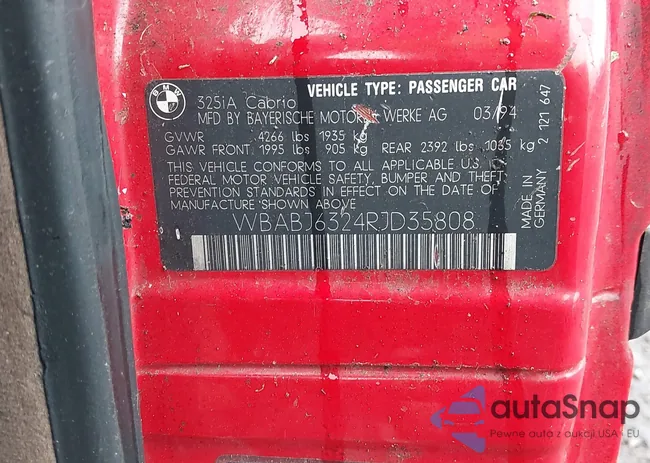 BMW
VEHICLE TYPE: PASSENGER CAR
325iA Cabrio
MFD BY BAYERISCHE MOTOREN WERKE AG 03/94
GVWR 4266 lbs 1935 kg
GAWR FRONT: 1995 lbs 905 kg REAR 2392 lbs 1085 kg
THIS VEHICLE CONFORMS TO ALL APPLICABLE U.S.
FEDERAL MOTOR VEHICLE SAFETY, BUMPER AND THEFT
PREVENTION STANDARDS IN EFFECT ON THE DATE OF
MANUFACTURE SHOWN ABOVE
WBABJ6324RJD35808
MADE IN
GERMANY
2 121 647
autoSnap
Pewne auta z aukcji USA - EU